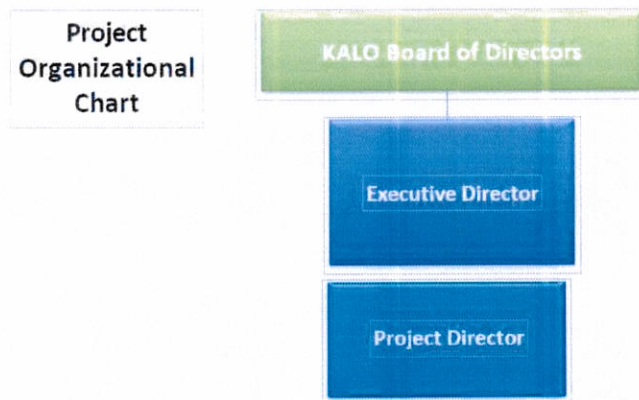 Project
Organizational
Chart
KALO Board of Directors
Executive Director
Project Director